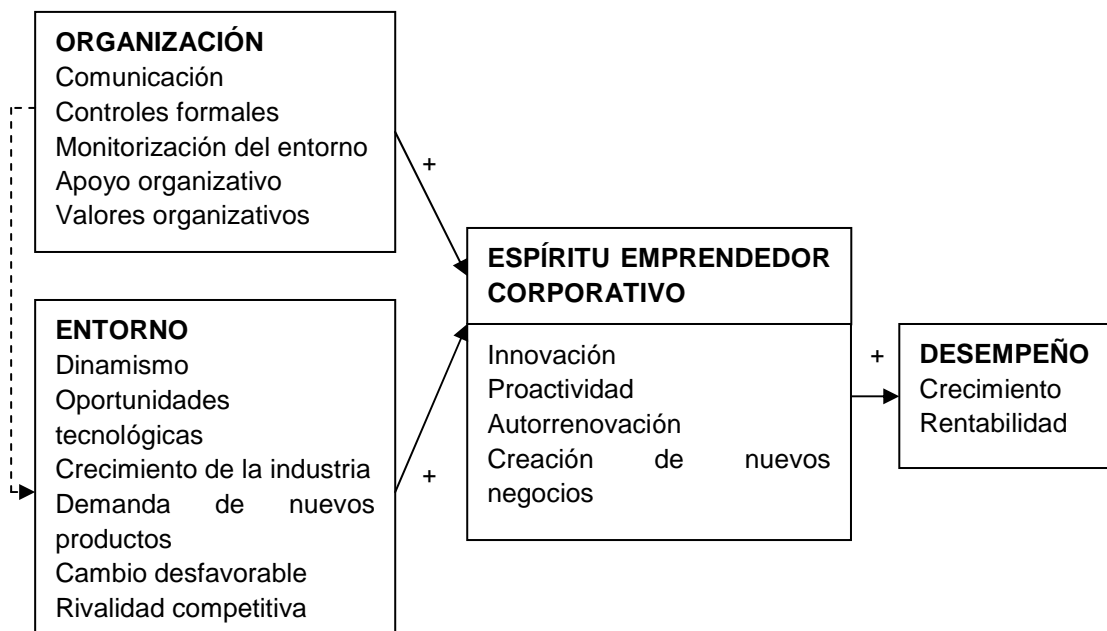 ORGANIZACIÓN
Comunicación
Controles formales
Monitorización del entorno
Apoyo organizativo
Valores organizativos
+
ENTORNO
Dinamismo
Oportunidades
tecnológicas
Crecimiento de la industria
Demanda de nuevos
productos
Cambio desfavorable
Rivalidad competitiva
+
ESPÍRITU EMPRENDEDOR
CORPORATIVO
Innovación
Proactividad
Autorrenovación
Creación de nuevos
negocios
+
DESEMPEÑO
Crecimiento
Rentabilidad